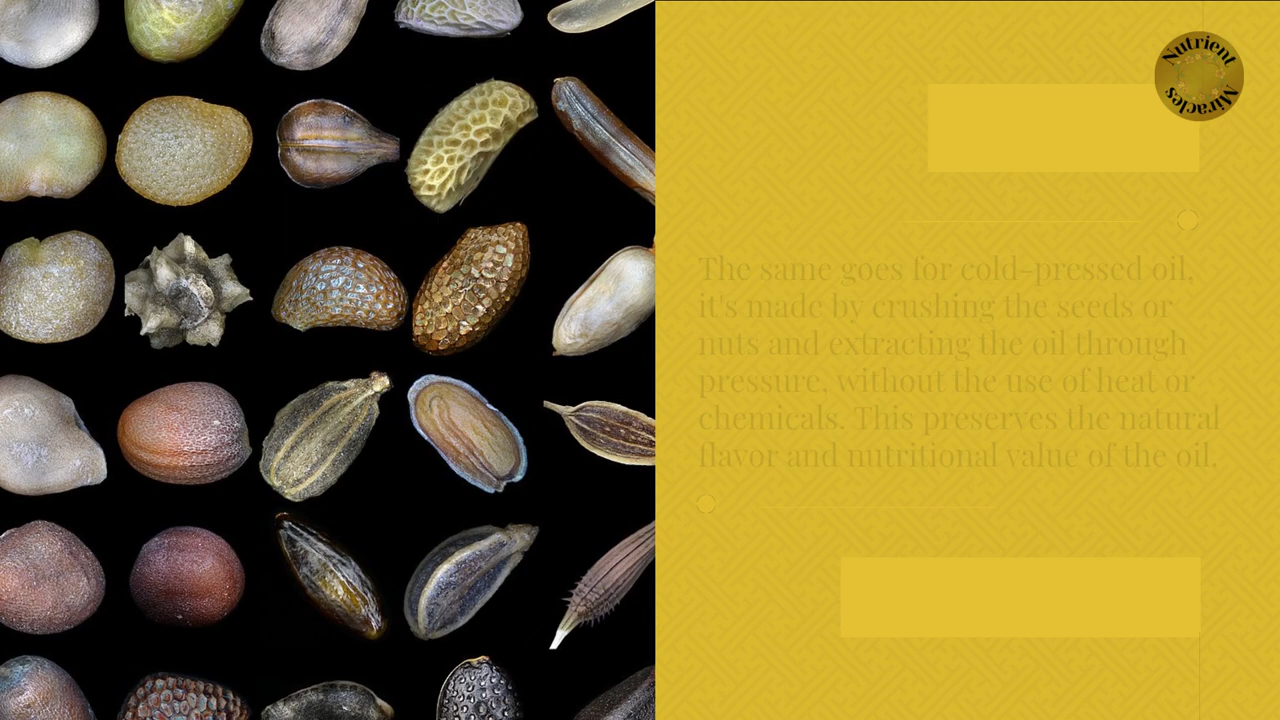 Nutrient
Miracles
The same goes for cold-pressed oil,
it's made by crushing the seeds or
nuts and extracting the oil through
pressure, without the use of heat or
chemicals. This preserves the natural
flavor and nutritional value of the oil.